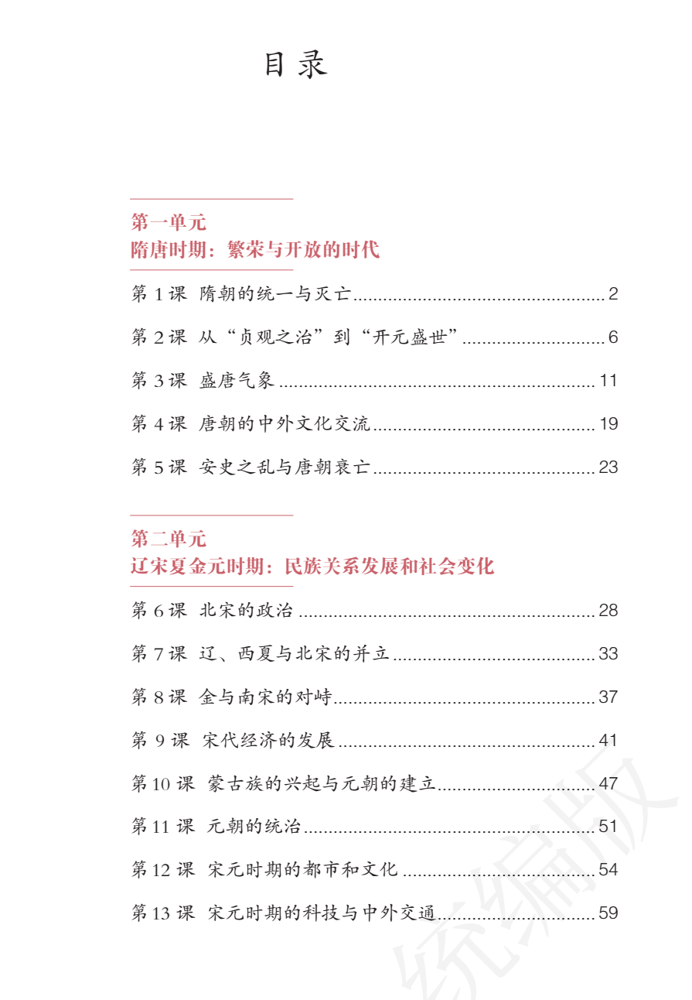 目录
第一单元
隋唐时期：繁荣与开放的时代
第 1 课 隋朝的统一与灭亡 .................................................. 2
第 2 课 从“贞观之治”到“开元盛世” ............................. 6
第 3 课 盛唐气象 ............................................................... 11
第 4 课 唐朝的中外文化交流 ............................................. 19
第 5 课 安史之乱与唐朝衰亡 ............................................. 23
第二单元
辽宋夏金元时期：民族关系发展和社会变化
第 6 课 北宋的政治 ............................................................ 28
第 7 课 辽、西夏与北宋的并立 ......................................... 33
第 8 课 金与南宋的对峙 ..................................................... 37
第 9 课 宋代经济的发展 .................................................... 41
第 10 课 蒙古族的兴起与元朝的建立 ................................ 47
第 11 课 元朝的统治 ........................................................... 51
第 12 课 宋元时期的都市和文化 ....................................... 54
第 13 课 宋元时期的科技与中外交通 ................................ 59
统编版